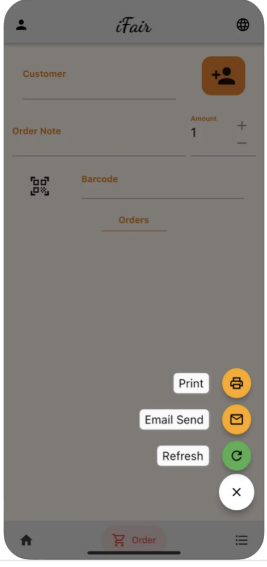 iFair
Customer
Order Note
Amount
1
Barcode
Orders
Print
Email Send
Refresh
Order